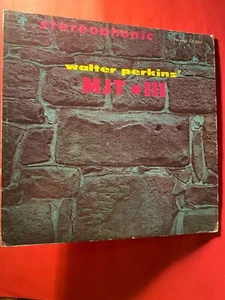 stereophonic
walter perkins'
MJT + III